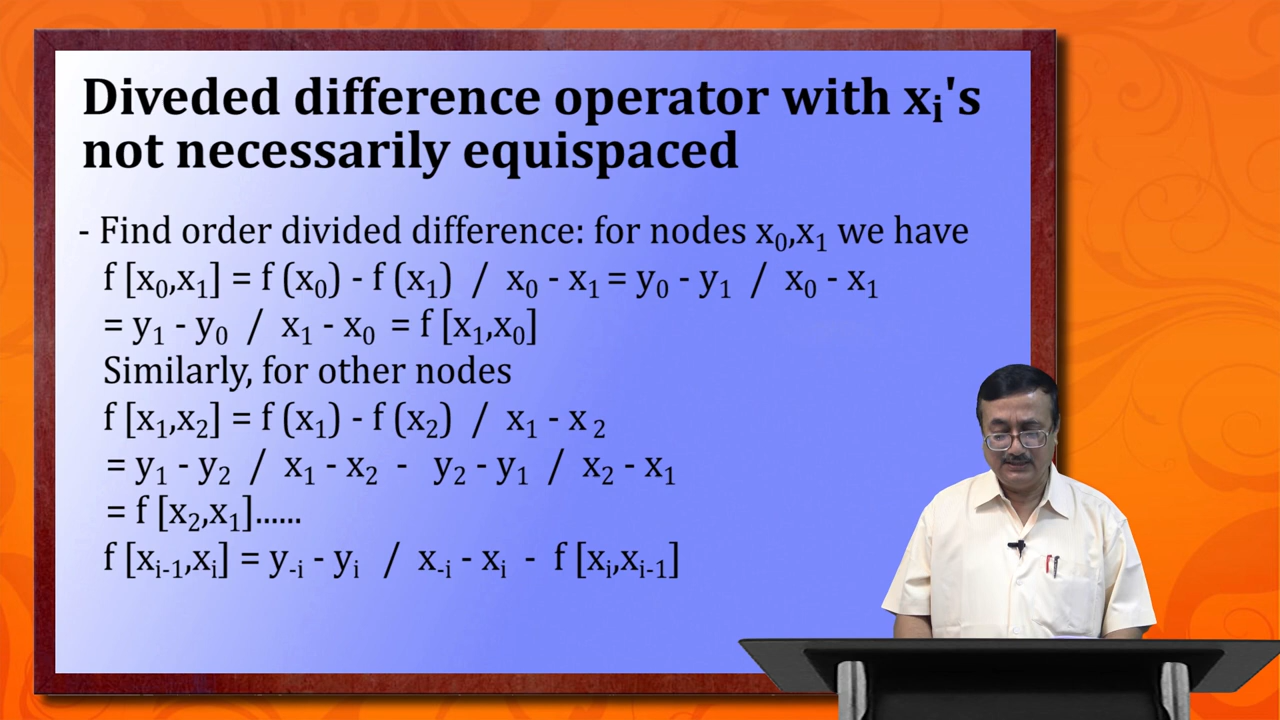 Diveded difference operator with xᵢ's
not necessarily equispaced
- Find order divided difference: for nodes x₀,x₁ we have
f [x₀,x₁] = f (x₀) - f (x₁) / x₀ - x₁ = y₀ - y₁ / x₀ - x₁
= y₁ - y₀ / x₁ - x₀ = f [x₁,x₀]
Similarly, for other nodes
f [x₁,x₂] = f (x₁) - f (x₂) / x₁ - x₂
= y₁ - y₂ / x₁ - x₂ - y₂ - y₁ / x₂ - x₁
= f [x₂,x₁]......
f [xᵢ₋₁,xᵢ] = y₋ᵢ - yᵢ / x₋ᵢ - xᵢ - f [xᵢ,xᵢ₋₁]